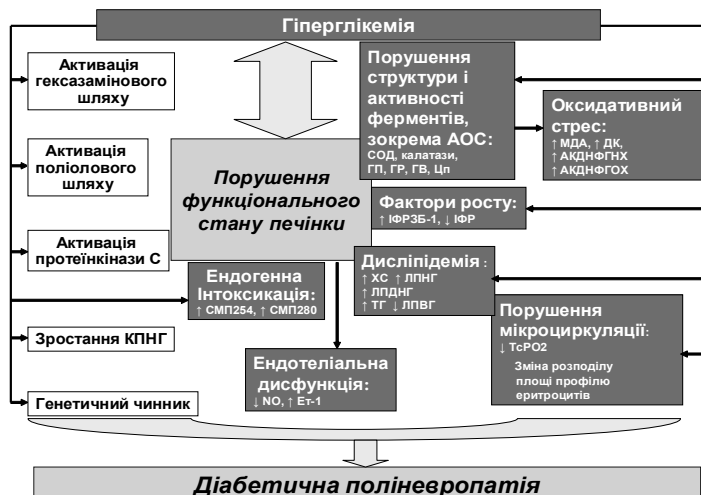 Гіперглікемія
Активація
гексазамінового
шляху
Активація
поліолового
шляху
Активація
протеїнкінази С
Зростання КПНГ
Генетичний чинник
Порушення
функціонального
стану печінки
Порушення
структури і
активності
ферментів,
зокрема АОС:
СОД, калатази,
ГП, ГР, ГВ, Цп
Оксидативний
стрес:
↑ МДА, ↑ ДК,
↑ АКДНФГНХ
↑ АКДНФГОХ
Фактори росту:
↑ ІФРЗБ-1, ↓ ІФР
Ендогенна
Інтоксикація:
↑ СМП254, ↑ СМП280
Дисліпідемія :
↑ ХС ↑ ЛПНГ
↑ ЛПДНГ
↑ ТГ ↓ ЛПВГ
Порушення
мікроциркуляції:
↓ ТсРО2
Зміна розподілу
площі профілю
еритроцитів
Ендотеліальна
дисфункція:
↓ NO, ↑ Ет-1
Діабетична поліневропатія